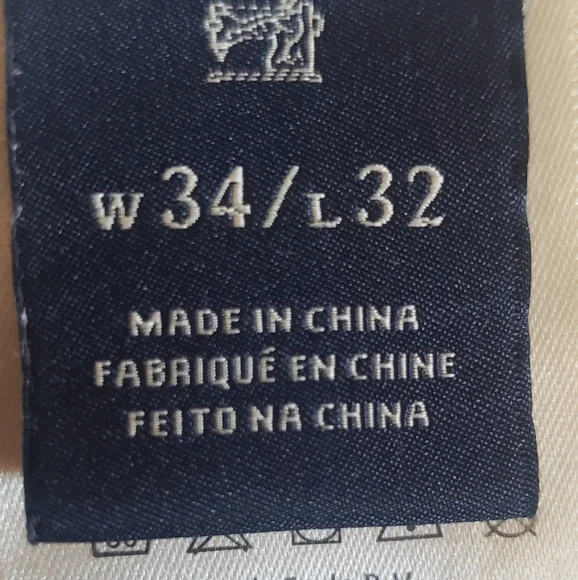 W 34/L 32
MADE IN CHINA
FABRIQUÉ EN CHINE
FEITO NA CHINA